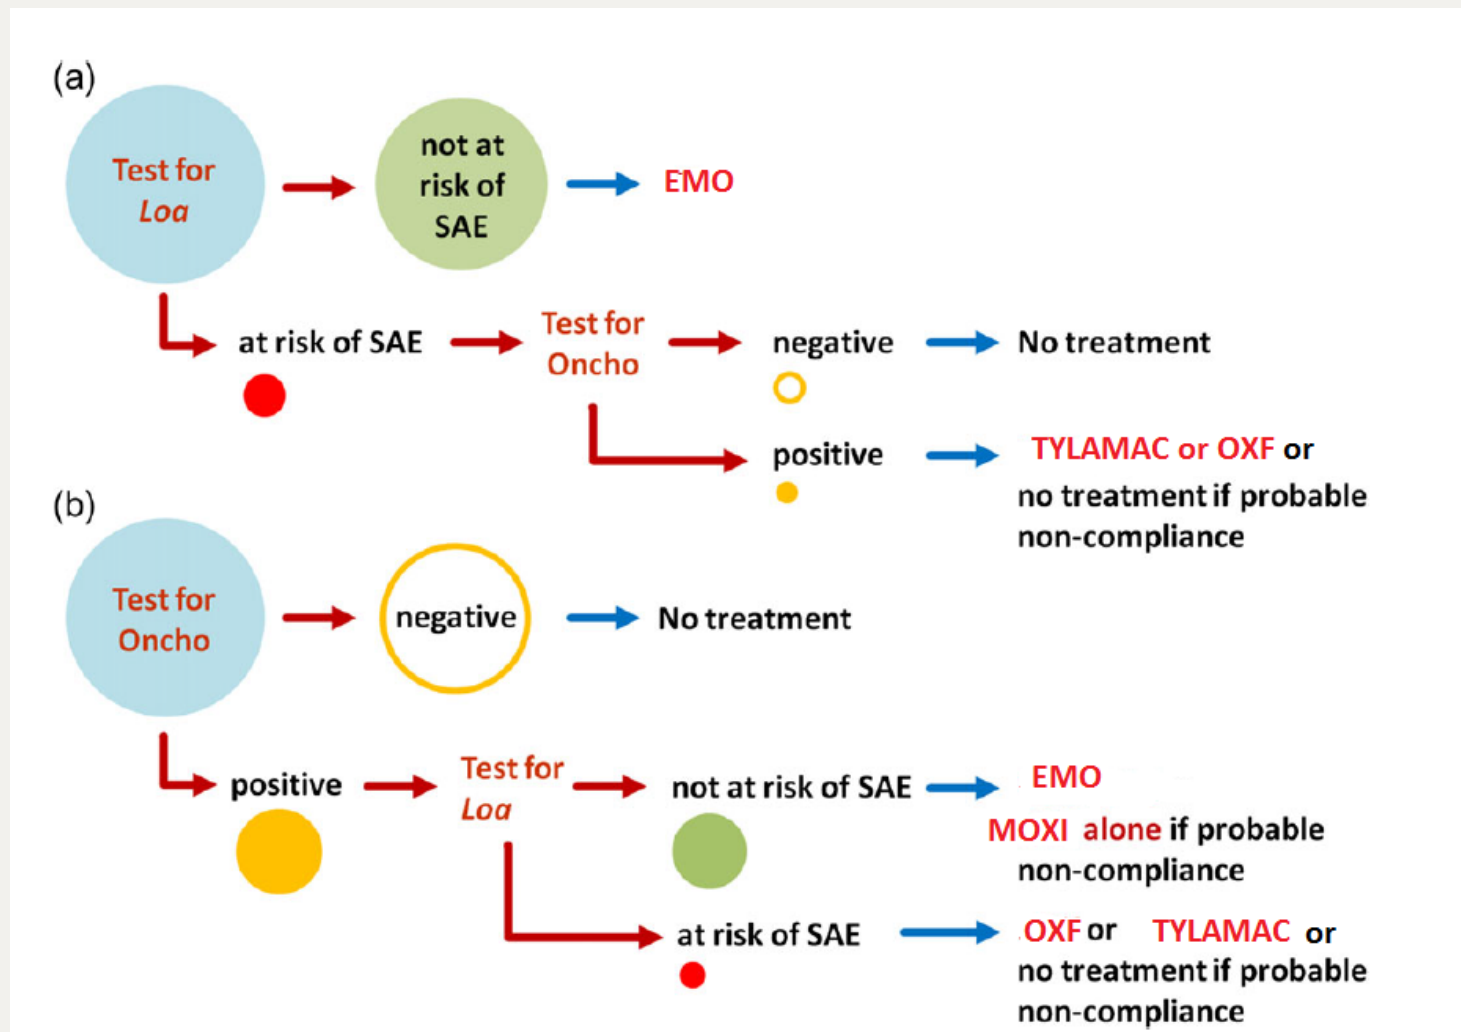 (a)
Test for
Loa
not at
risk of
SAE
EMO
at risk of SAE
Test for
Oncho
negative
No treatment
positive
TYLAMAC or OXF or
no treatment if probable
non-compliance
(b)
Test for
Oncho
negative
No treatment
positive
Test for
Loa
not at risk of SAE
EMO
MOXI alone if probable
non-compliance
at risk of SAE
OXF or TYLAMAC or
no treatment if probable
non-compliance